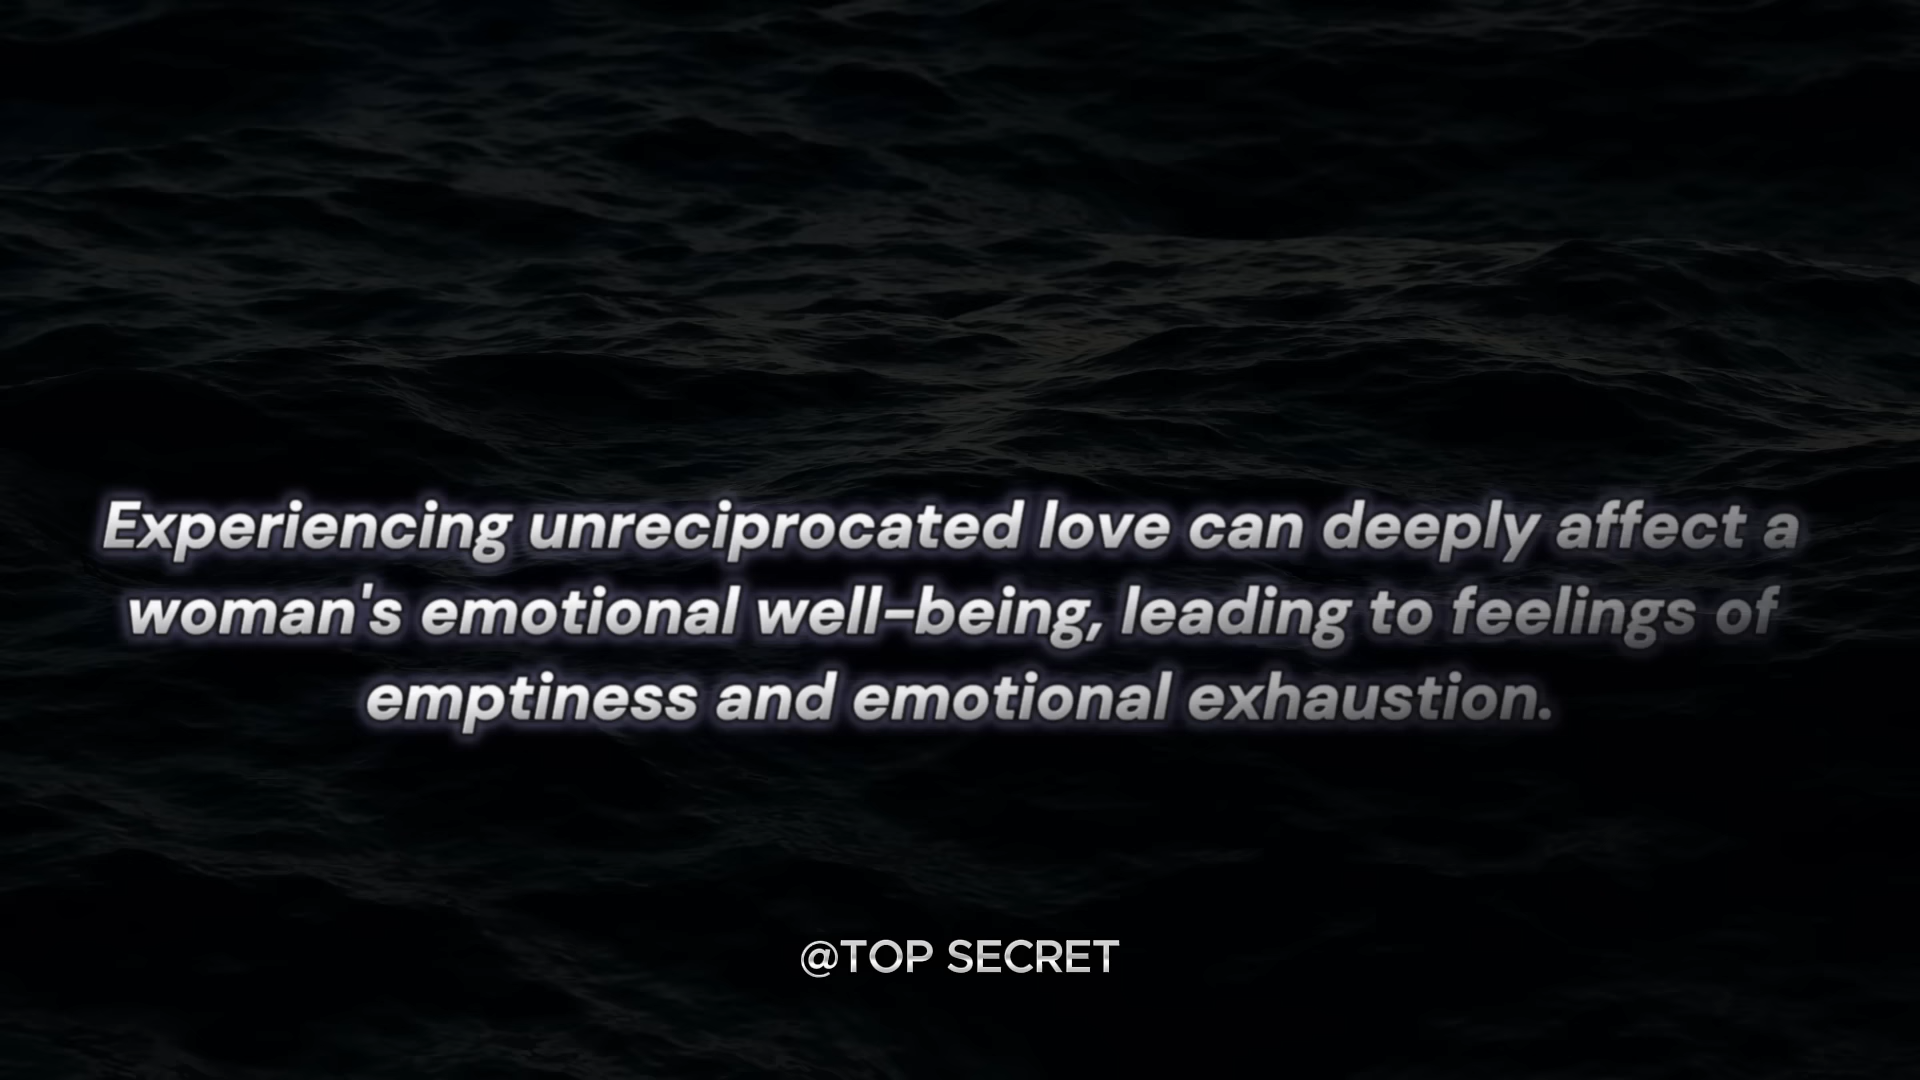 Experiencing unreciprocated love can deeply affect a
woman's emotional well-being, leading to feelings of
emptiness and emotional exhaustion.
@TOP SECRET